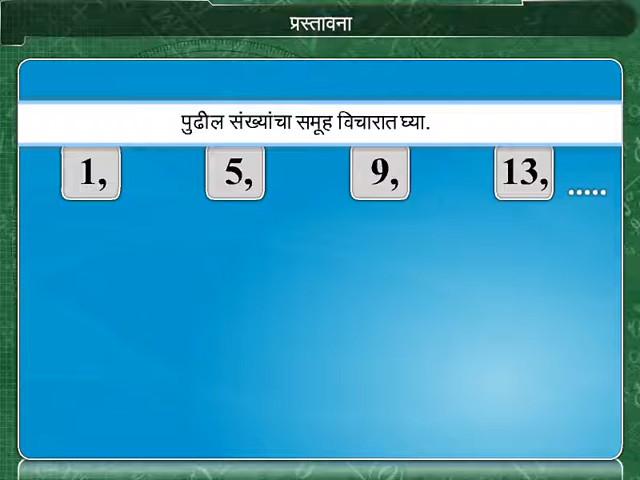 प्रस्तावना
पुढील संख्यांचा समूह विचारात घ्या.
1, 5, 9, 13, .....